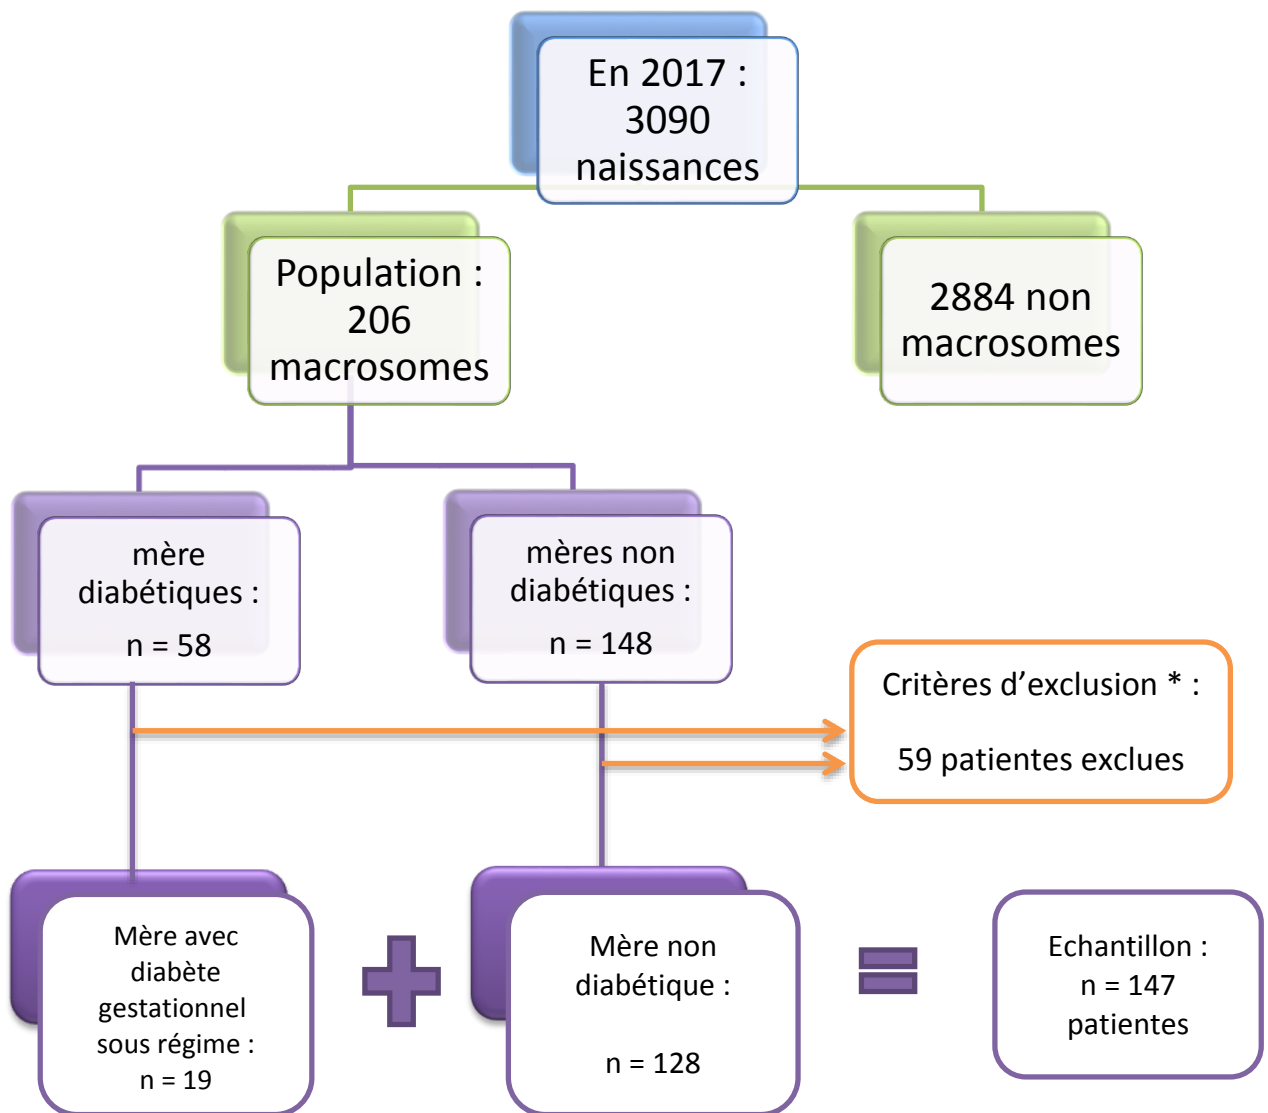 En 2017 :
3090
naissances
Population :
206
macrosomes
2884 non
macrosomes
mère
diabétiques :
n = 58
mères non
diabétiques :
n = 148
Critères d’exclusion * :
59 patientes exclues
Mère avec
diabète
gestationnel
sous régime :
n = 19
Mère non
diabétique :
n = 128
Echantillon :
n = 147
patientes